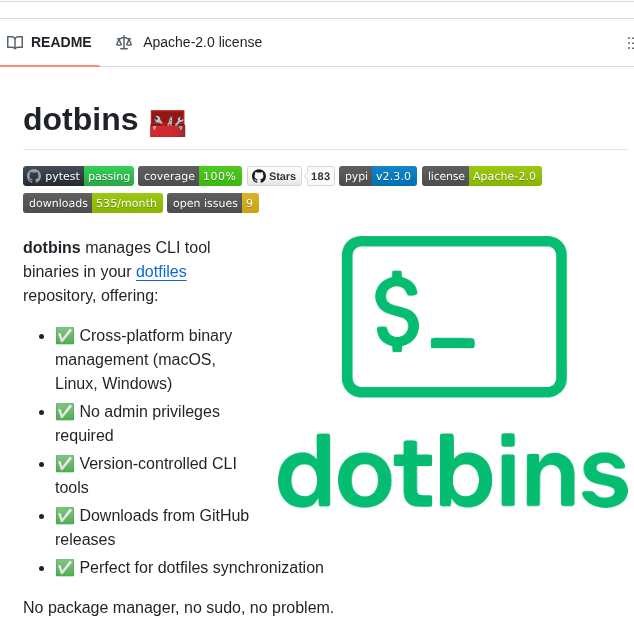 README Apache-2.0 license
dotbins
pytest passing coverage 100% Stars 183 pypi v2.3.0 license Apache-2.0
downloads 535/month open issues 9
dotbins manages CLI tool
binaries in your dotfiles
repository, offering:
$_
dotbins
• ✅ Cross-platform binary
management (macOS,
Linux, Windows)
• ✅ No admin privileges
required
• ✅ Version-controlled CLI
tools
• ✅ Downloads from GitHub
releases
• ✅ Perfect for dotfiles synchronization
No package manager, no sudo, no problem.